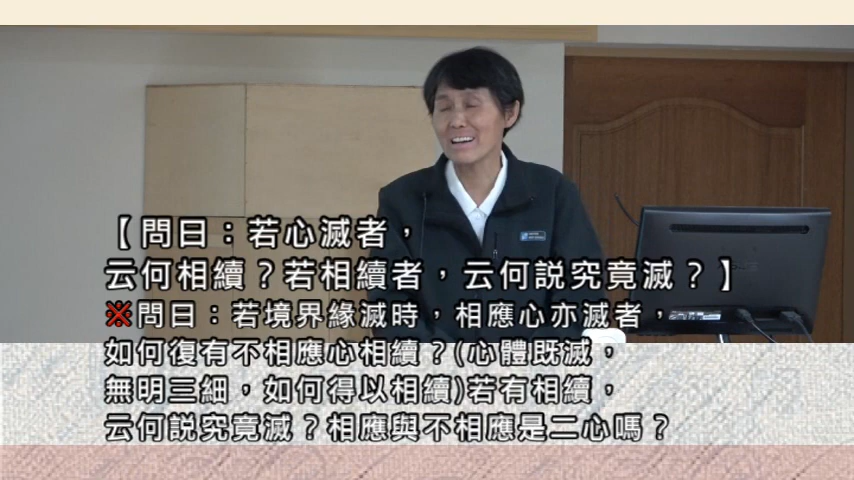 【問曰：若心滅者，
云何相續？若相續者，云何説究竟滅？】
※問曰：若境界緣滅時，相應心亦滅者，
如何復有不相應心相續？(心體既滅，
無明三細，如何得以相續)若有相續，
云何説究竟滅？相應與不相應是二心嗎？